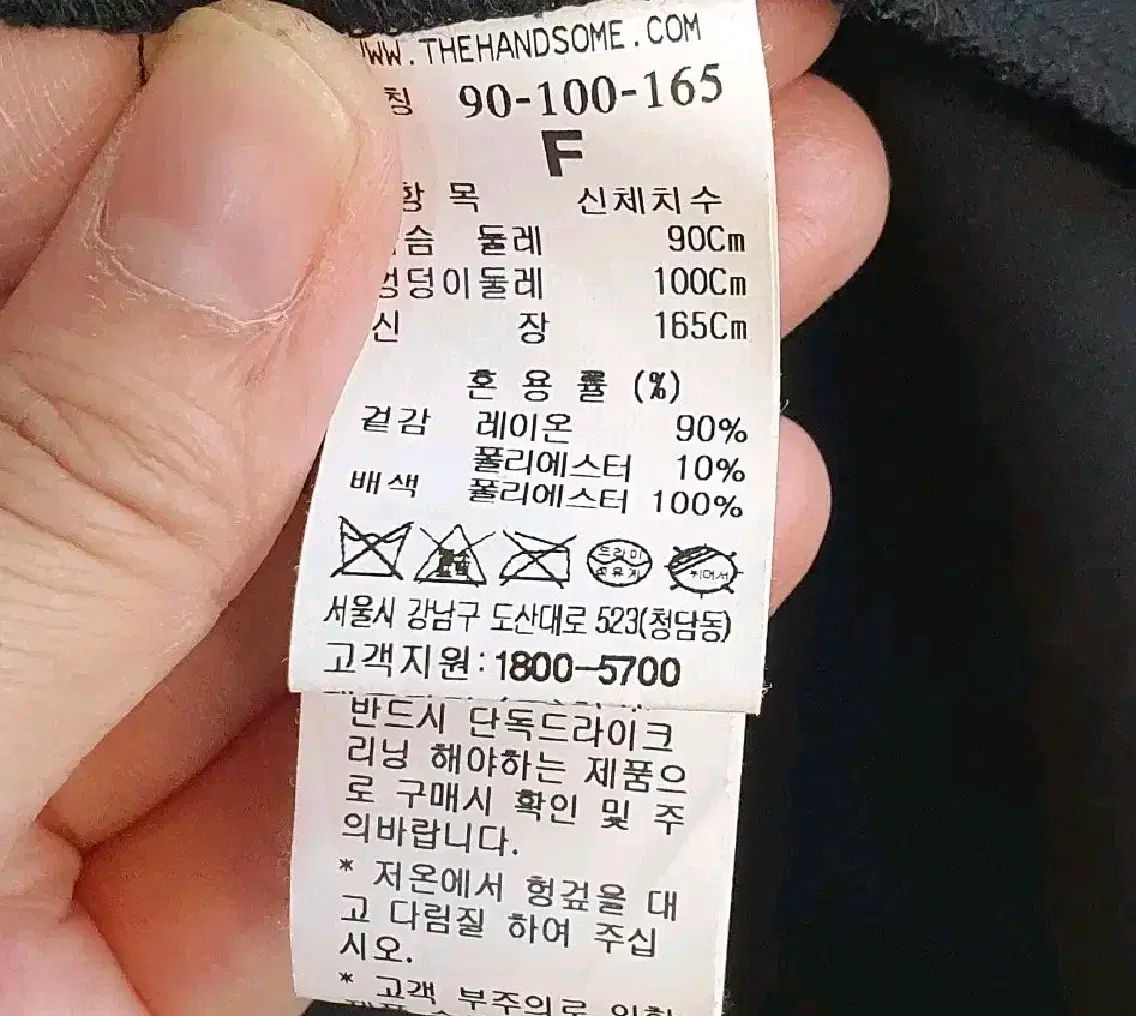 WWW.THEHANDSOME.COM
칭 90-100-165
F
항 목 신체치수
슴 둘레 90Cm
엉덩이둘레 100Cm
신 장 165Cm
혼 용 률 (%)
겉감 레이온 90%
폴리에스터 10%
배색 폴리에스터 100%
드라이
서울시 강남구 도산대로 523(청담동)
고객지원:1800-5700
반드시 단독드라이크
리닝 해야하는 제품으
로 구매시 확인 및 주
의바랍니다.
* 저온에서 헝겊을 대
고 다림질 하여 주십
시오.
* 고객 부주의로 인한